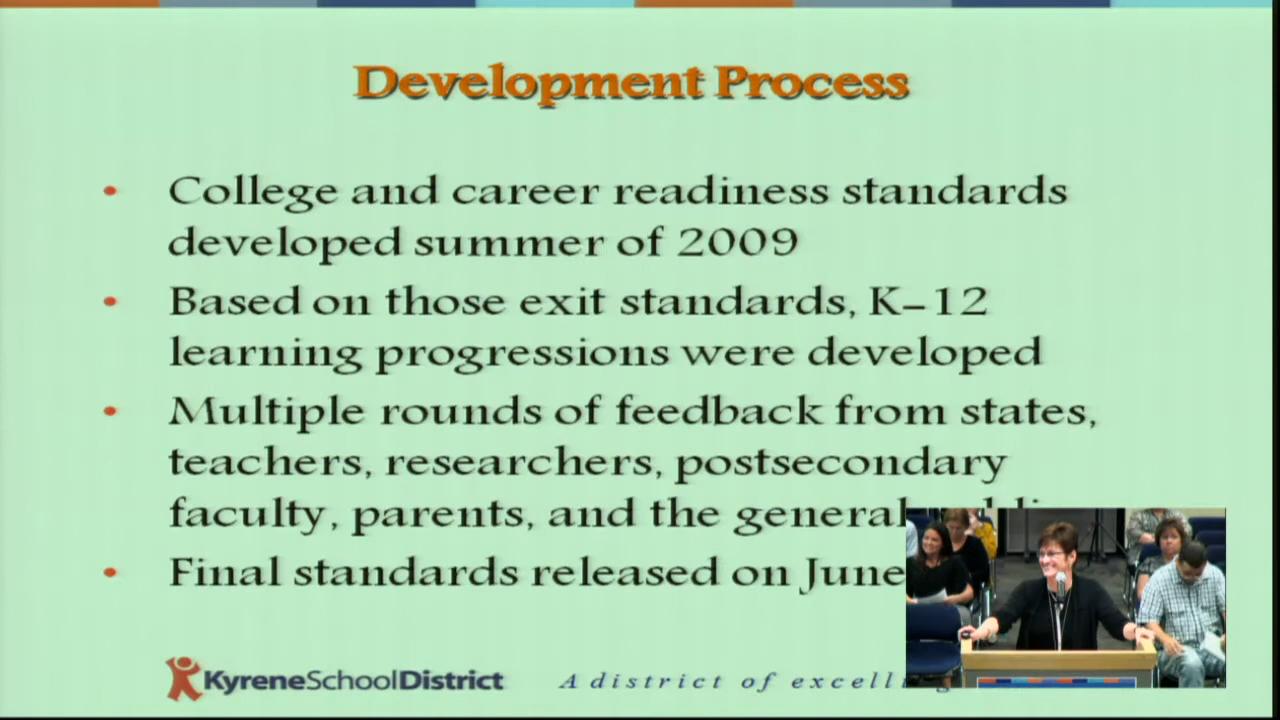 Development Process
• College and career readiness standards
developed summer of 2009
• Based on those exit standards, K–12
learning progressions were developed
• Multiple rounds of feedback from states,
teachers, researchers, postsecondary
faculty, parents, and the general
• Final standards released on June
KyreneSchoolDistrict
A district of